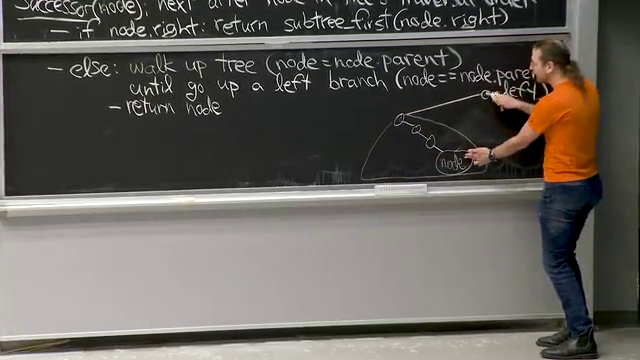 Successor(node): next after node in tree's traversal order
- if node.right: return subtree_first(node.right)
- else: walk up tree (node=node.parent)
until go up a left branch (node==node.parent.left)
- return node
node